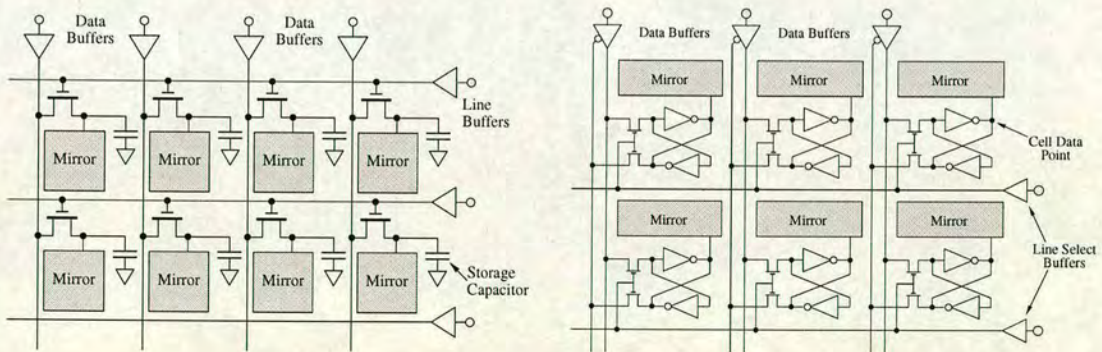 Data
Buffers
Data
Buffers
Line
Buffers
Mirror
Mirror
Mirror
Mirror
Mirror
Mirror
Mirror
Mirror
Storage
Capacitor
Data Buffers
Data Buffers
Mirror
Mirror
Mirror
Cell Data
Point
Mirror
Mirror
Mirror
Line Select
Buffers